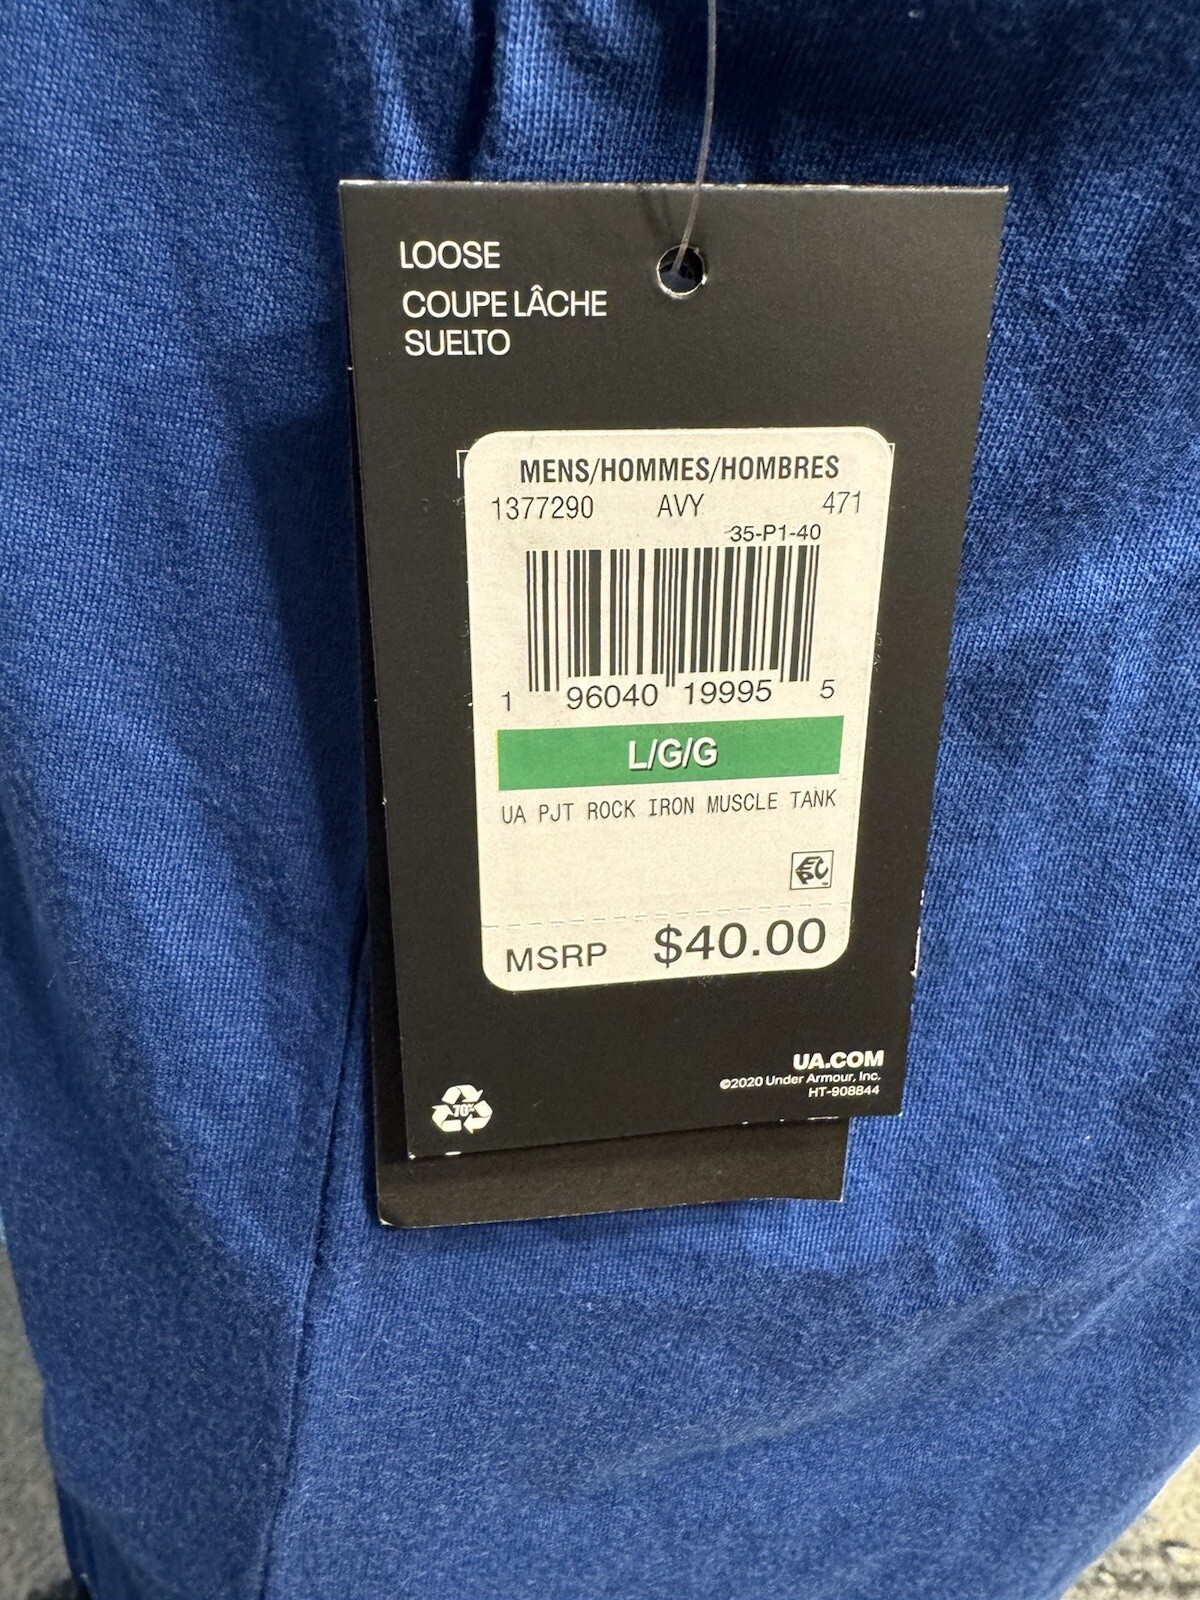 LOOSE
COUPE LÂCHE
SUELTO
MENS/HOMMES/HOMBRES
1377290 AVY 471
35-P1-40
1 96040 19995 5
L/G/G
UA PJT ROCK IRON MUSCLE TANK
EPC
MSRP $40.00
UA.COM
©2020 Under Armour, Inc.
HT-908844
70%